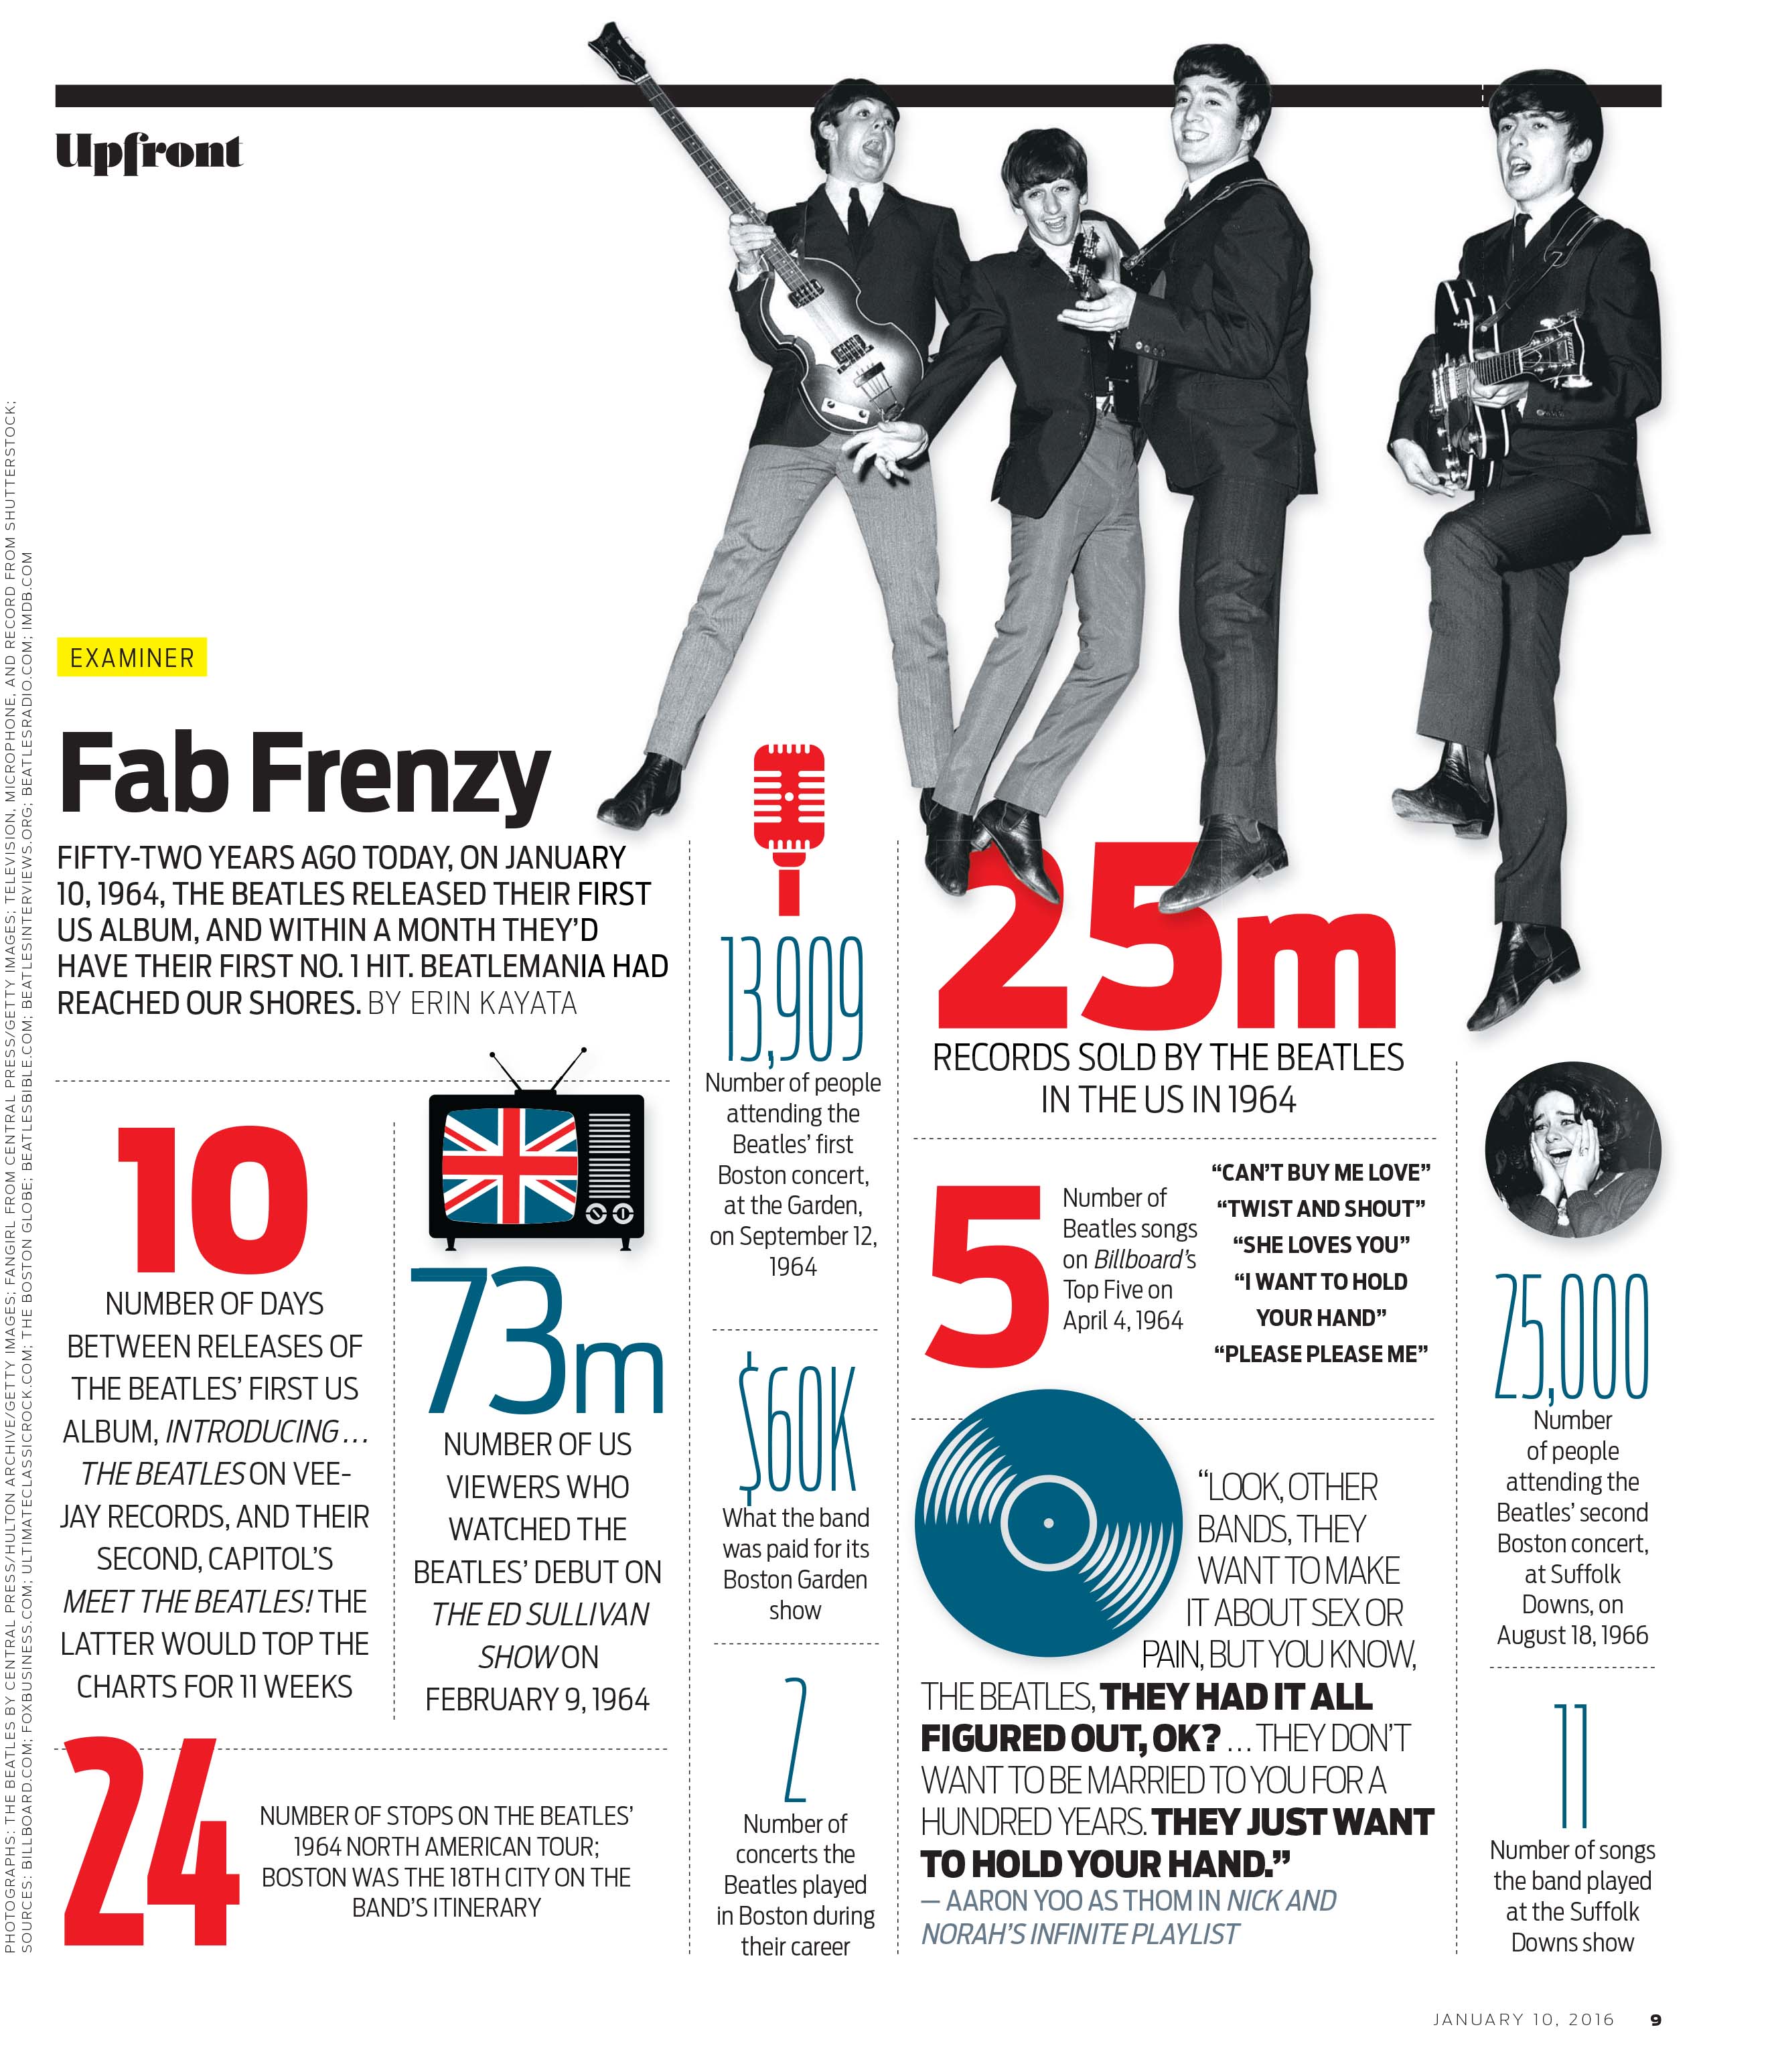 Upfront
EXAMINER
Fab Frenzy
FIFTY-TWO YEARS AGO TODAY, ON JANUARY
10, 1964, THE BEATLES RELEASED THEIR FIRST
US ALBUM, AND WITHIN A MONTH THEY’D
HAVE THEIR FIRST NO. 1 HIT. BEATLEMANIA HAD
REACHED OUR SHORES. BY ERIN KAYATA
10
NUMBER OF DAYS
BETWEEN RELEASES OF
THE BEATLES’ FIRST US
ALBUM, INTRODUCING...
THE BEATLES ON VEE-
JAY RECORDS, AND THEIR
SECOND, CAPITOL’S
MEET THE BEATLES! THE
LATTER WOULD TOP THE
CHARTS FOR 11 WEEKS
73m
NUMBER OF US
VIEWERS WHO
WATCHED THE
BEATLES’ DEBUT ON
THE ED SULLIVAN
SHOW ON
FEBRUARY 9, 1964
24
NUMBER OF STOPS ON THE BEATLES’
1964 NORTH AMERICAN TOUR;
BOSTON WAS THE 18TH CITY ON THE
BAND’S ITINERARY
13,909
Number of people
attending the
Beatles’ first
Boston concert,
at the Garden,
on September 12,
1964
$60K
What the band
was paid for its
Boston Garden
show
2
Number of
concerts the
Beatles played
in Boston during
their career
25m
RECORDS SOLD BY THE BEATLES
IN THE US IN 1964
5
Number of
Beatles songs
on Billboard’s
Top Five on
April 4, 1964
“CAN’T BUY ME LOVE”
“TWIST AND SHOUT”
“SHE LOVES YOU”
“I WANT TO HOLD
YOUR HAND”
“PLEASE PLEASE ME”
“LOOK, OTHER
BANDS, THEY
WANT TO MAKE
IT ABOUT SEX OR
PAIN, BUT YOU KNOW,
THE BEATLES, THEY HAD IT ALL
FIGURED OUT, OK? ... THEY DON’T
WANT TO BE MARRIED TO YOU FOR A
HUNDRED YEARS. THEY JUST WANT
TO HOLD YOUR HAND.”
— AARON YOO AS THOM IN NICK AND
NORAH’S INFINITE PLAYLIST
25,000
Number
of people
attending the
Beatles’ second
Boston concert,
at Suffolk
Downs, on
August 18, 1966
11
Number of songs
the band played
at the Suffolk
Downs show
PHOTOGRAPHS: THE BEATLES BY CENTRAL PRESS/HULTON ARCHIVE/GETTY IMAGES; FANGIRL FROM CENTRAL PRESS/GETTY IMAGES; TELEVISION, MICROPHONE, AND RECORD FROM SHUTTERSTOCK;
SOURCES: BILLBOARD.COM; FOXBUSINESS.COM; ULTIMATECLASSICROCK.COM; THE BOSTON GLOBE; BEATLESBIBLE.COM; BEATLESINTERVIEWS.ORG; BEATLESRADIO.COM; IMDB.COM
JANUARY 10, 2016 9